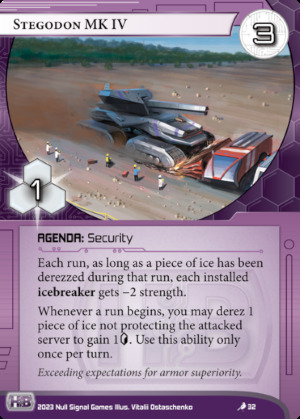 Stegodon MK IV
3
1
AGENDA: Security
Each run, as long as a piece of ice has been
derezzed during that run, each installed
icebreaker gets −2 strength.
Whenever a run begins, you may derez 1
piece of ice not protecting the attacked
server to gain 1. Use this ability only
once per turn.
Exceeding expectations for armor superiority.
2023 Null Signal Games Illus. Vitalii Ostaschenko
32